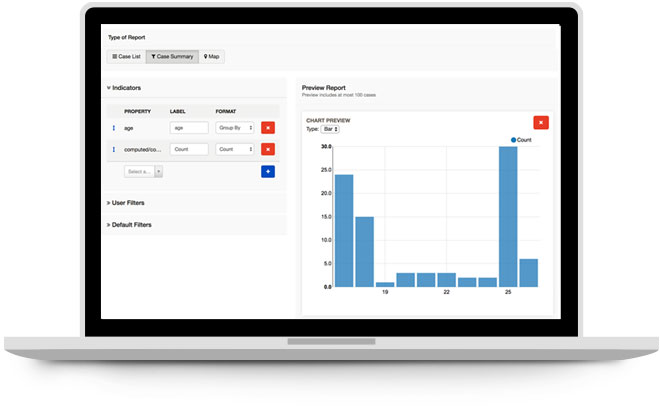 Type of Report
Case List Case Summary Map
Indicators
PROPERTY LABEL FORMAT
age age Group By
computed/co... Count Count
Select a...
User Filters
Default Filters
Preview Report
Preview includes at most 100 cases
CHART PREVIEW
Type: Bar
Count
30.0
25.0
20.0
15.0
10.0
5.0
0.0
19 22 25